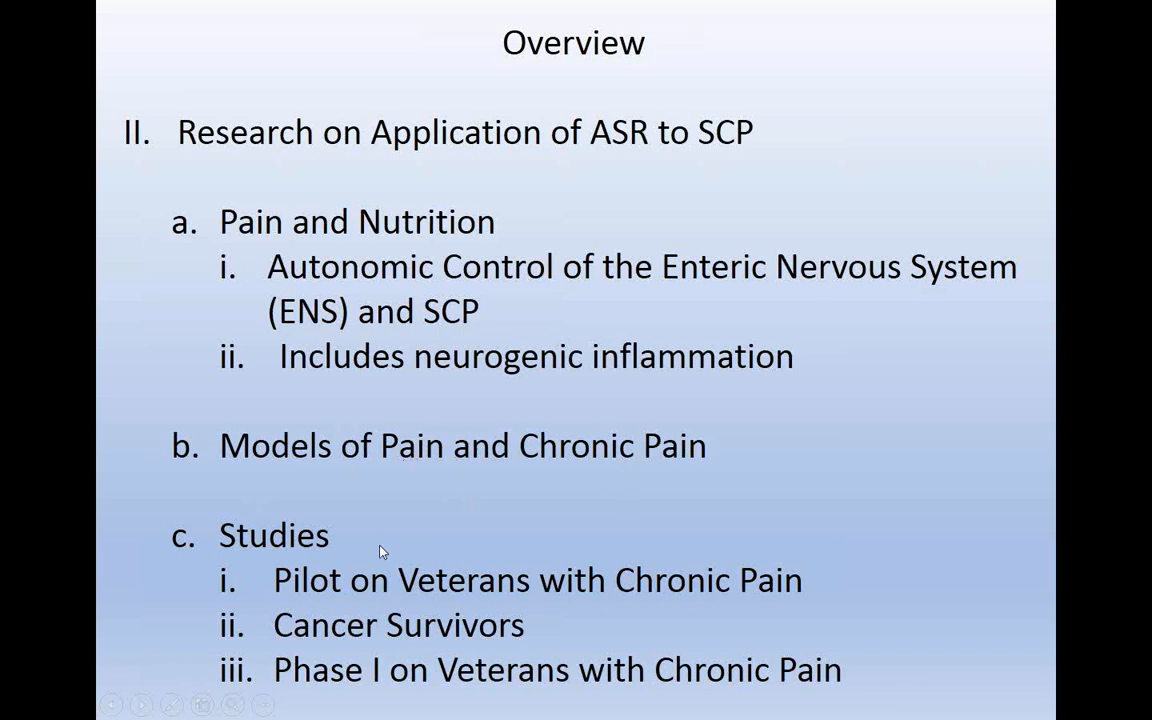 Overview
II. Research on Application of ASR to SCP
a. Pain and Nutrition
i. Autonomic Control of the Enteric Nervous System
(ENS) and SCP
ii. Includes neurogenic inflammation
b. Models of Pain and Chronic Pain
c. Studies
i. Pilot on Veterans with Chronic Pain
ii. Cancer Survivors
iii. Phase I on Veterans with Chronic Pain